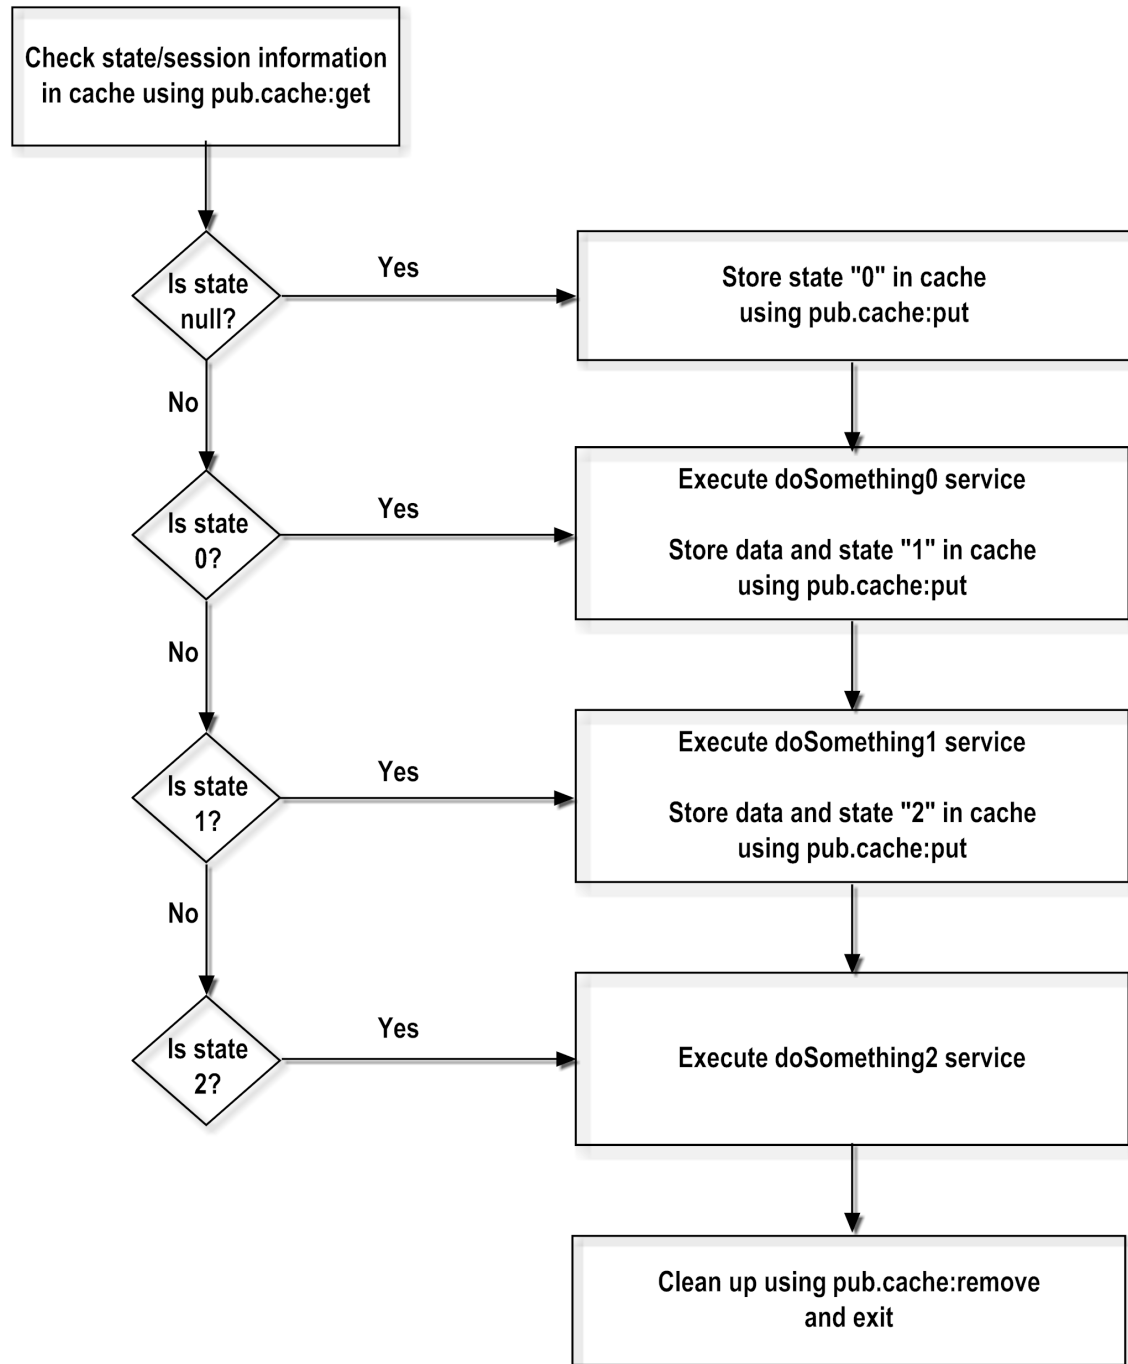 Check state/session information
in cache using pub.cache:get
Is state
null?
Yes
Store state "0" in cache
using pub.cache:put
No
Is state
0?
Yes
Execute doSomething0 service
Store data and state "1" in cache
using pub.cache:put
No
Is state
1?
Yes
Execute doSomething1 service
Store data and state "2" in cache
using pub.cache:put
No
Is state
2?
Yes
Execute doSomething2 service
Clean up using pub.cache:remove
and exit